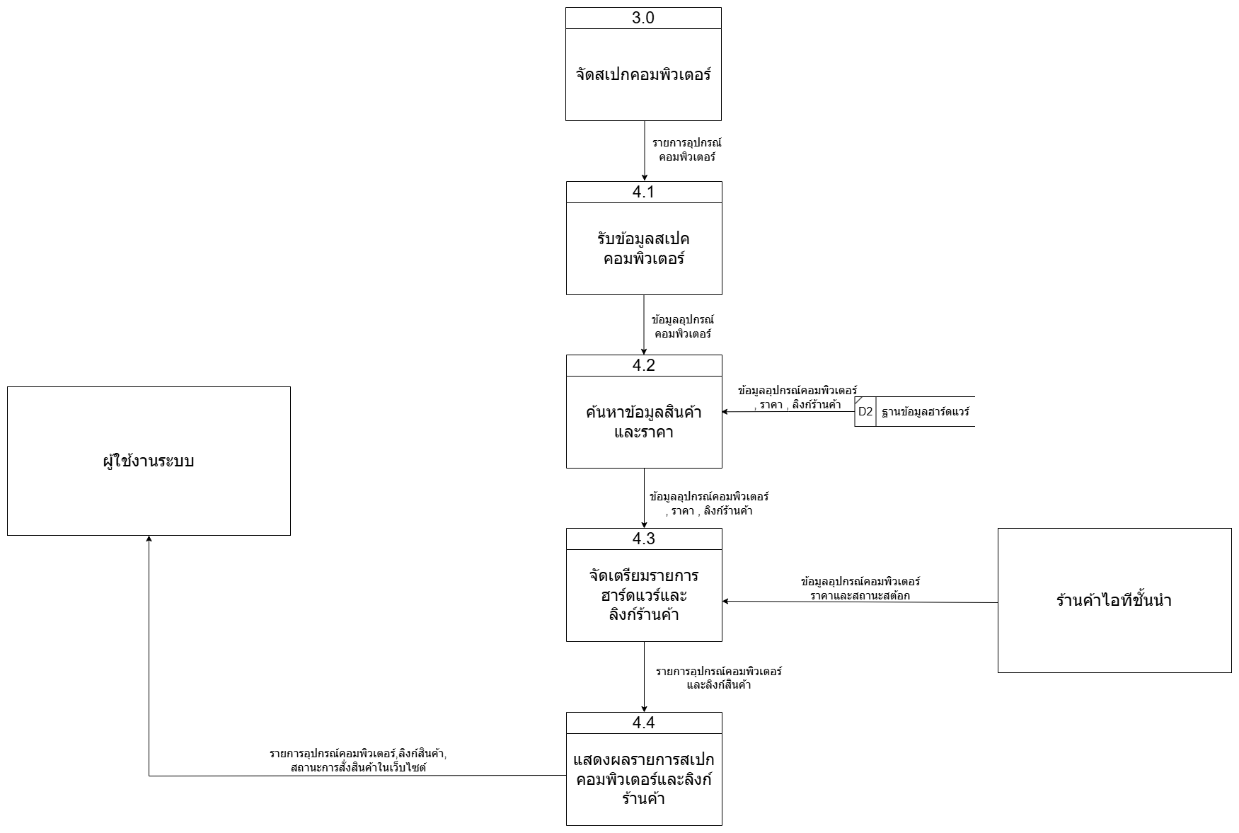 3.0
จัดสเปกคอมพิวเตอร์
รายการอุปกรณ์
คอมพิวเตอร์
4.1
รับข้อมูลสเปค
คอมพิวเตอร์
ข้อมูลอุปกรณ์
คอมพิวเตอร์
4.2
ค้นหาข้อมูลสินค้า
และราคา
ข้อมูลอุปกรณ์คอมพิวเตอร์
, ราคา , ลิงก์ร้านค้า
D2 ฐานข้อมูลฮาร์ดแวร์
ผู้ใช้งานระบบ
ข้อมูลอุปกรณ์คอมพิวเตอร์
, ราคา , ลิงก์ร้านค้า
4.3
จัดเตรียมรายการ
ฮาร์ดแวร์และ
ลิงก์ร้านค้า
ข้อมูลอุปกรณ์คอมพิวเตอร์
ราคาและสถานะสต้อก
ร้านค้าไอทีชั้นนำ
รายการอุปกรณ์คอมพิวเตอร์
และลิงก์สินค้า
4.4
แสดงผลรายการสเปก
คอมพิวเตอร์และลิงก์
ร้านค้า
รายการอุปกรณ์คอมพิวเตอร์,ลิงก์สินค้า,
สถานะการสั่งสินค้าในเว็บไซต์